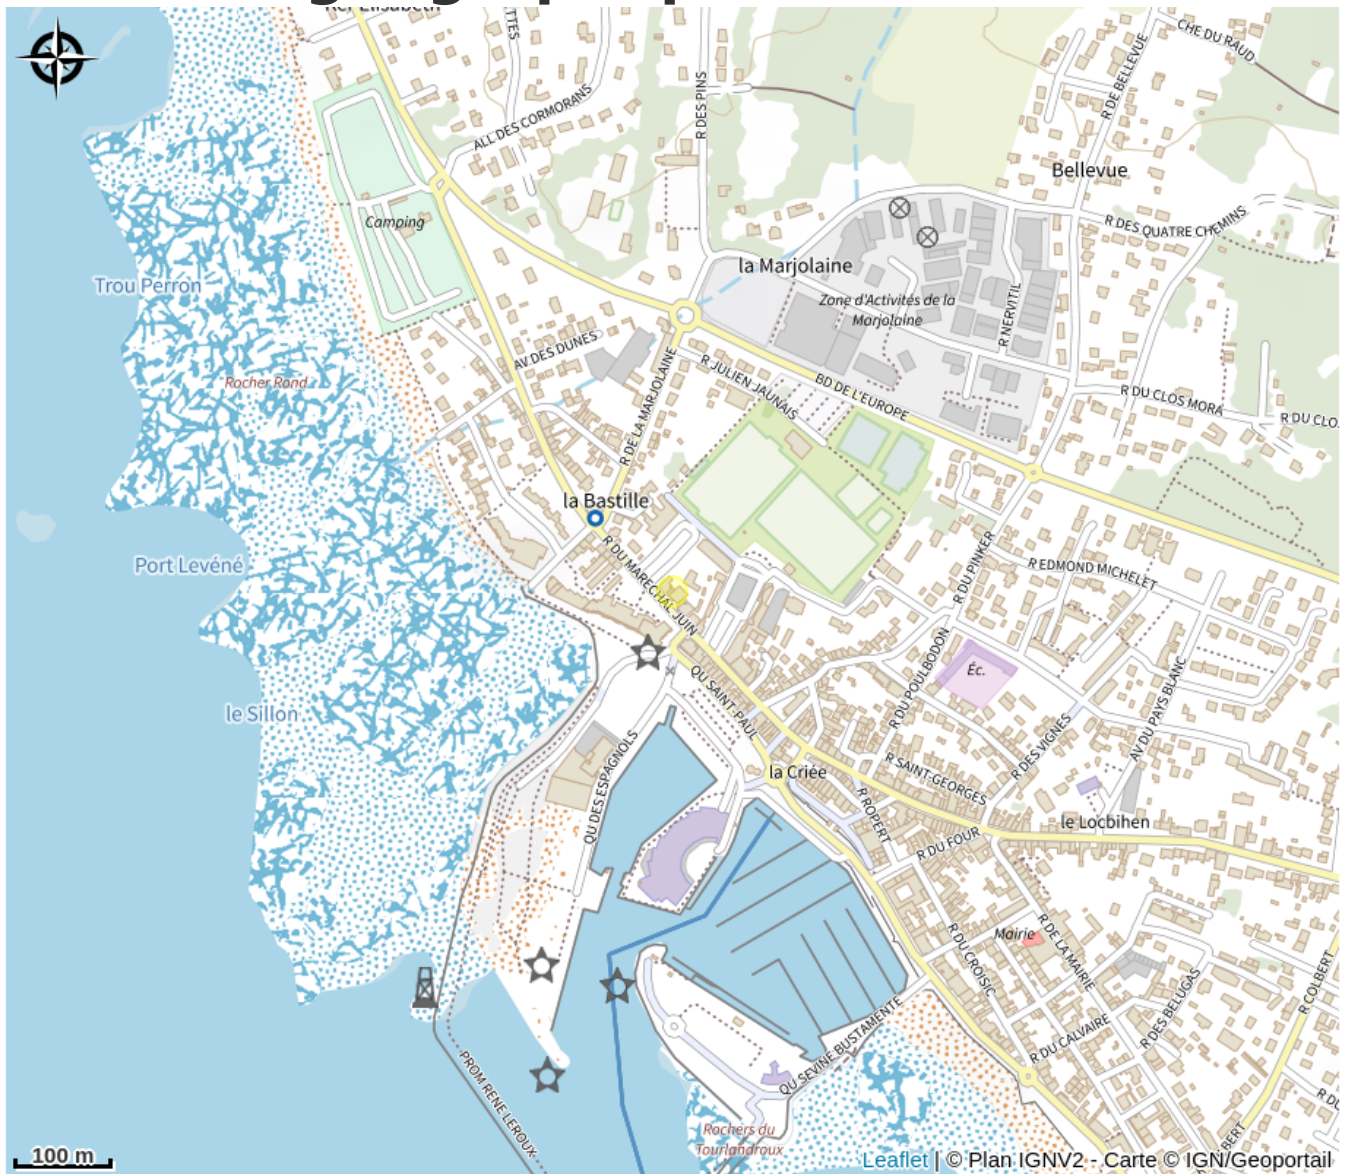 CHE DU RAUD
R DE BELLEVUE
R DES PINS
ALL DES CORMORANS
Bellevue
Camping
R DES QUATRE CHEMINS
la Marjolaine
Trou Perron
Zone d'Activités de la
Marjolaine
R NERVITIL
AV DES DUNES
R JULIEN JAUNAIS
BD DE L'EUROPE
Rocher Rond
R DU CLOS MORA
R DU CLO
R DE LA MARJOLAINE
la Bastille
R DU MARECHAL JUIN
Port Lévéné
R DU PINKER
R EDMOND MICHELET
R DU POULBODON
Éc.
QU SAINT-PAUL
AV DU PAYS BLANC
le Sillon
R DES VIGNES
QU DES ESPAGNOLS
la Criée
R SAINT-GEORGES
R ROPERT
le Locbihen
R DU FOUR
Mairie
R DU CROISIC
R DE LA MAIRIE
R DES BELUGAS
R COLBERT
R DU CALVAIRE
QU SEVINE BUSTAMENTE
PROM RENE LEROUX
R DU
Rochers du
Tourlandroux
BERT
100 m
Leaflet | © Plan IGNV2 - Carte © IGN/Geoportail